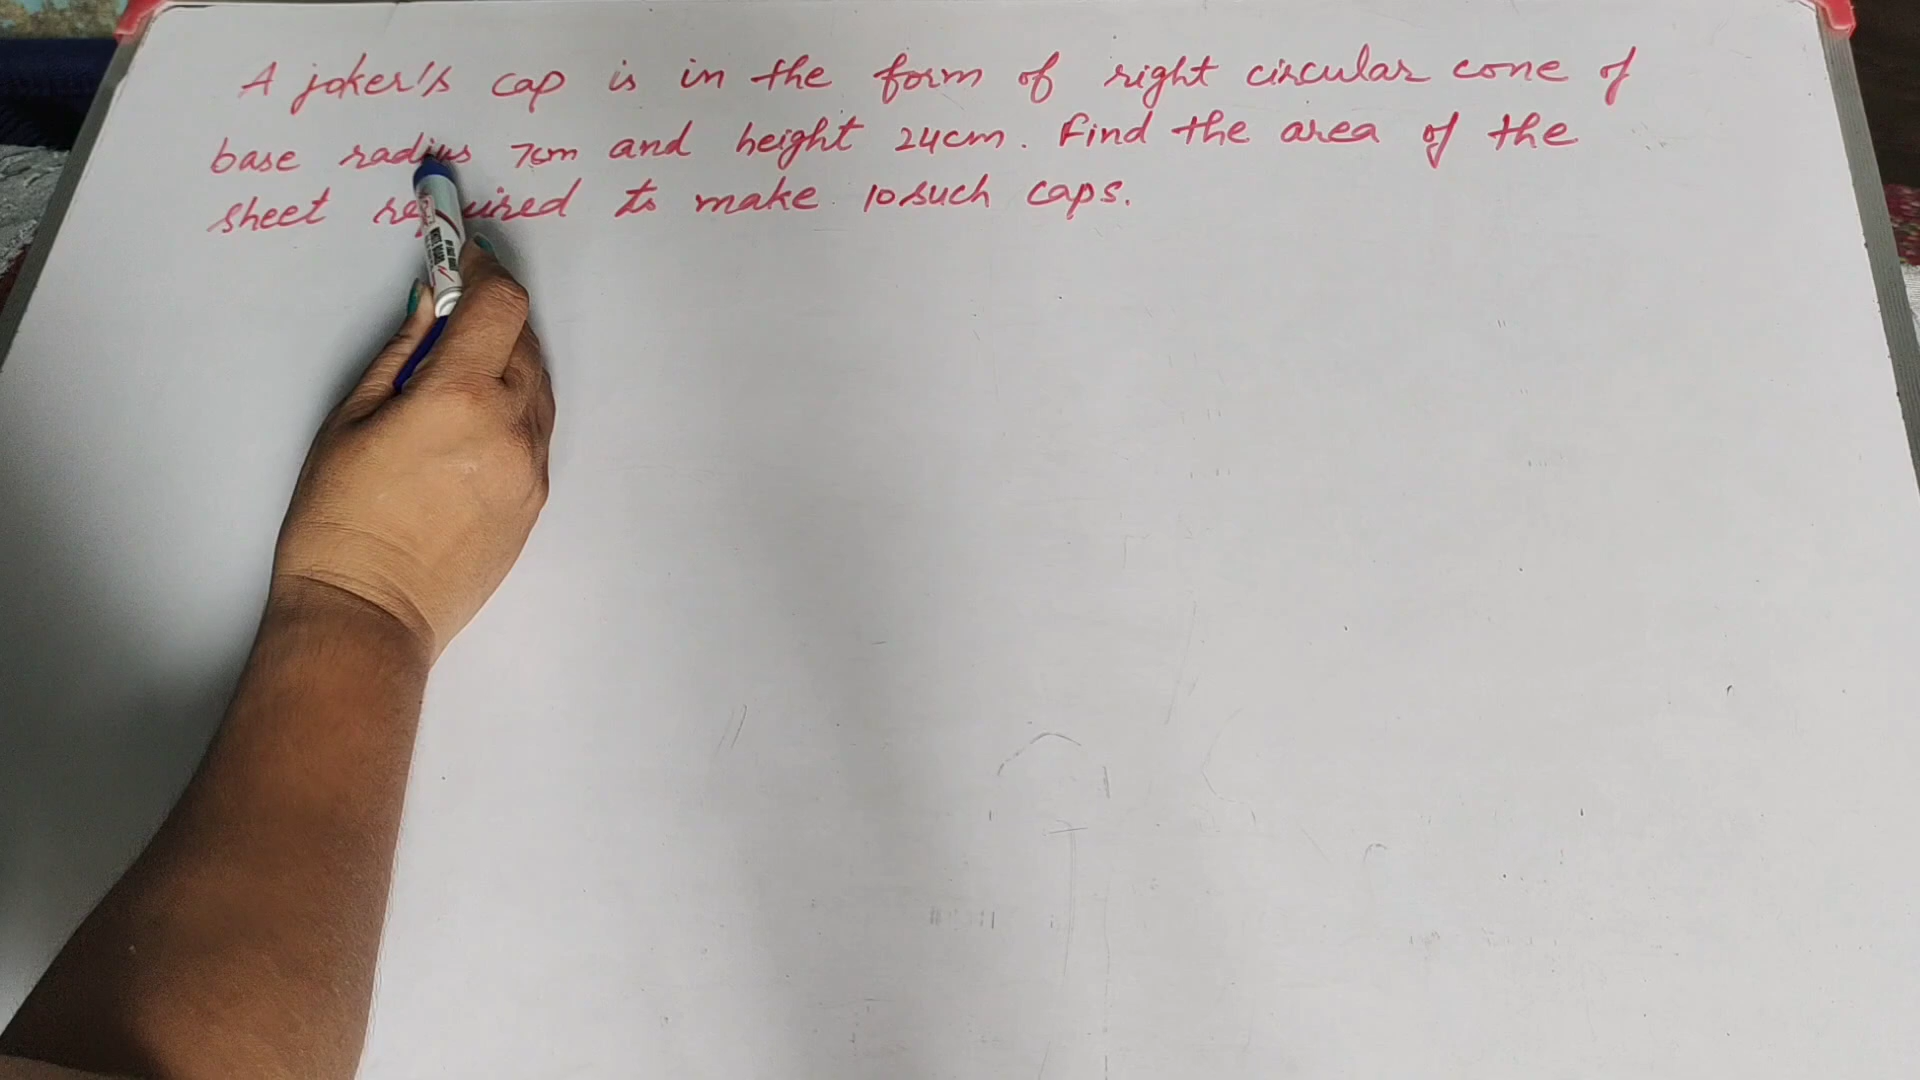 A joker's cap is in the form of right circular cone of
base radius 7cm and height 24cm. Find the area of the
sheet required to make 10 such caps.